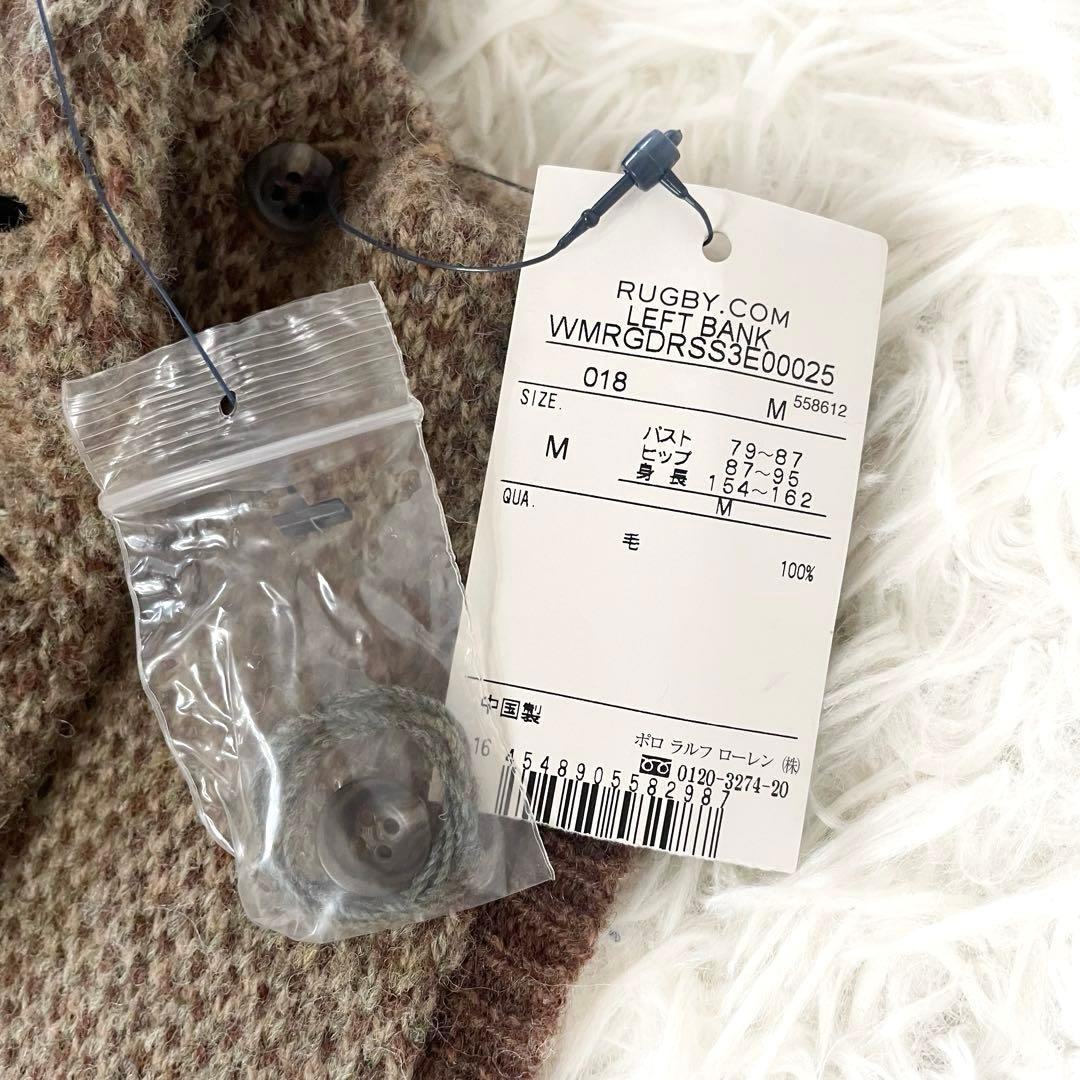 RUGBY.COM
LEFT BANK
WMRGDRSS3E00025
018 M 558612
SIZE.
M
バスト 79~87
ヒップ 87~95
身長 154~162
M
QUA.
毛 100%
中国製
ポロ ラルフ ローレン ㈱
0120-3274-20
16
4548905582987